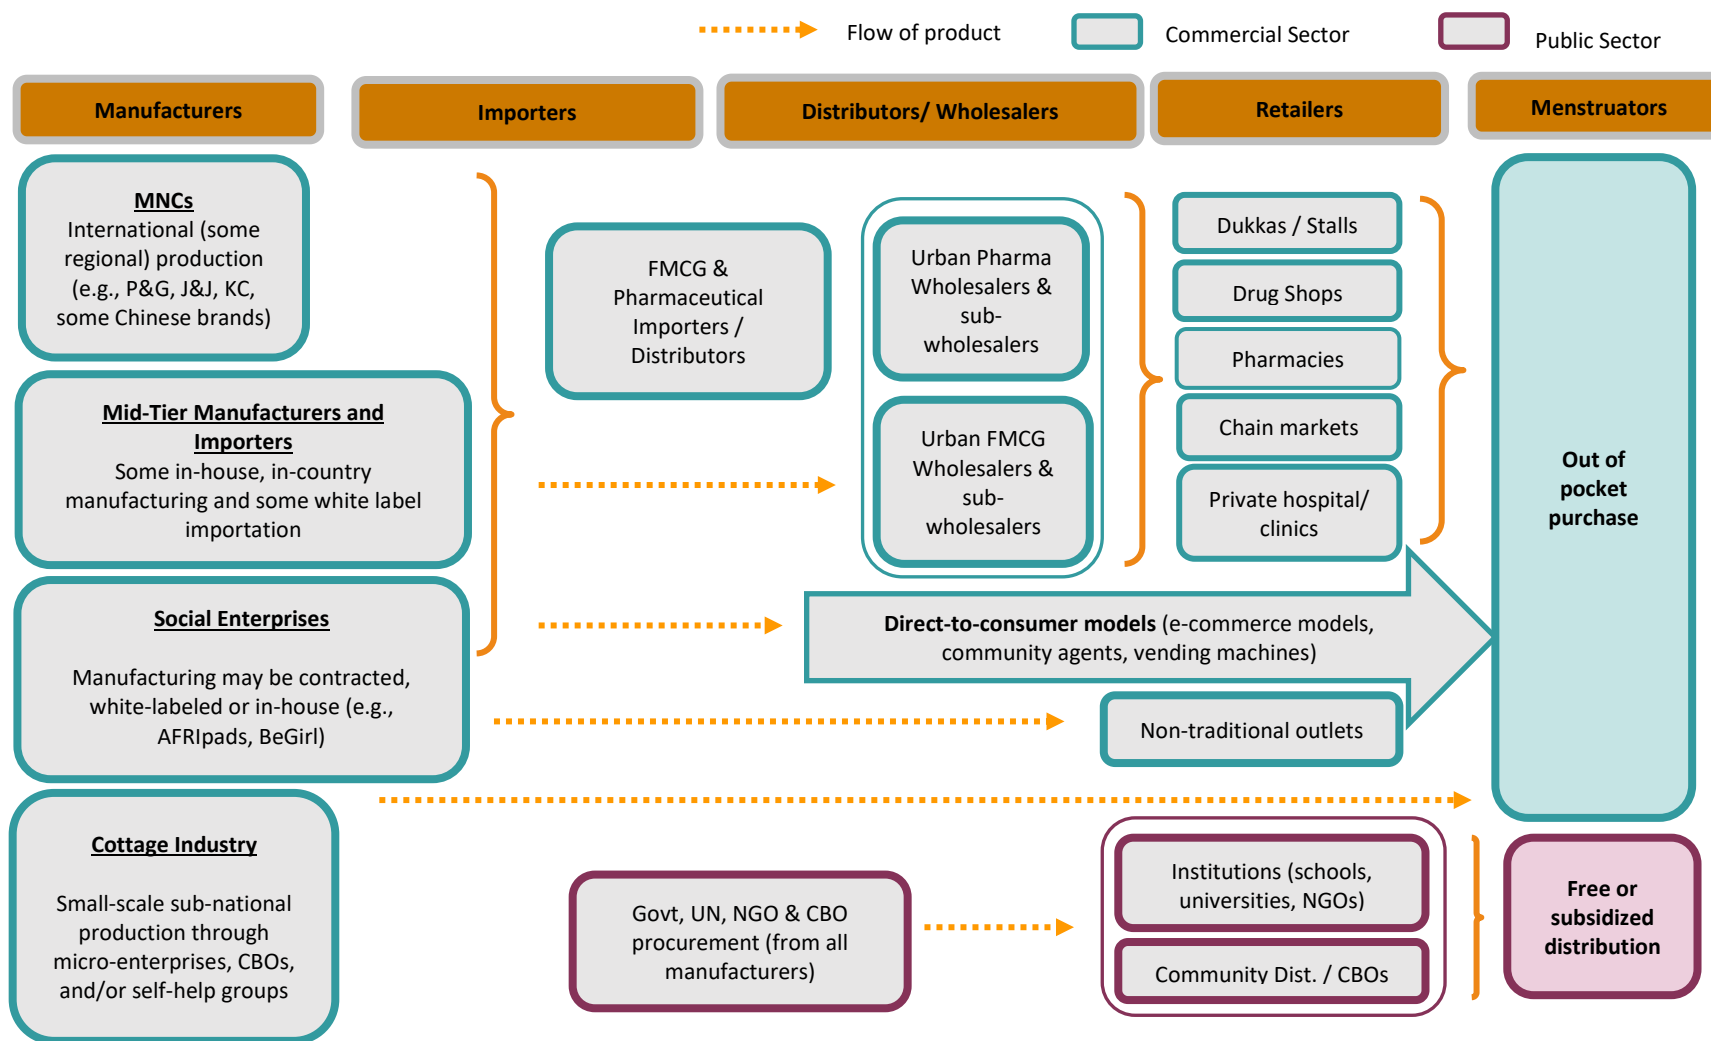 Flow of product
Commercial Sector
Public Sector
Manufacturers
Importers
Distributors/ Wholesalers
Retailers
Menstruators
MNCs
International (some
regional) production
(e.g., P&G, J&J, KC,
some Chinese brands)
Mid-Tier Manufacturers and
Importers
Some in-house, in-country
manufacturing and some white label
importation
Social Enterprises
Manufacturing may be contracted,
white-labeled or in-house (e.g.,
AFRIpads, BeGirl)
Cottage Industry
Small-scale sub-national
production through
micro-enterprises, CBOs,
and/or self-help groups
FMCG &
Pharmaceutical
Importers /
Distributors
Urban Pharma
Wholesalers &
sub-
wholesalers
Urban FMCG
Wholesalers &
sub-
wholesalers
Dukkas / Stalls
Drug Shops
Pharmacies
Chain markets
Private hospital/
clinics
Direct-to-consumer models (e-commerce models,
community agents, vending machines)
Non-traditional outlets
Govt, UN, NGO & CBO
procurement (from all
manufacturers)
Institutions (schools,
universities, NGOs)
Community Dist. / CBOs
Out of
pocket
purchase
Free or
subsidized
distribution